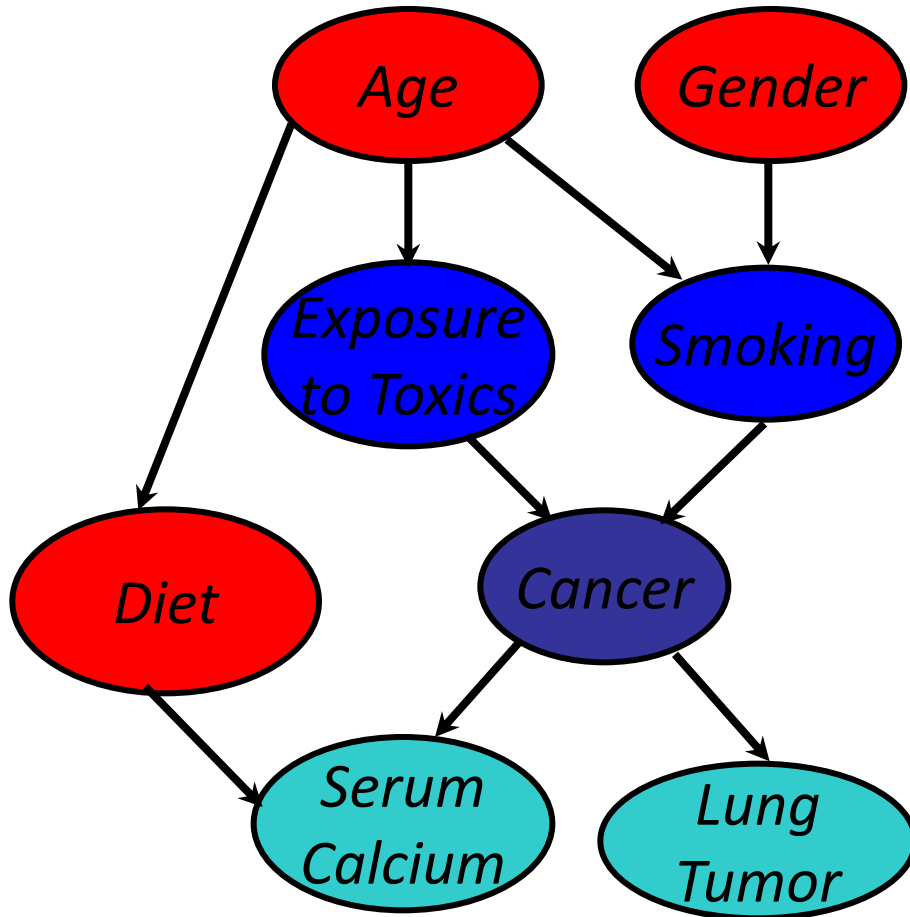 Age
Gender
Exposure
to Toxics
Smoking
Diet
Cancer
Serum
Calcium
Lung
Tumor